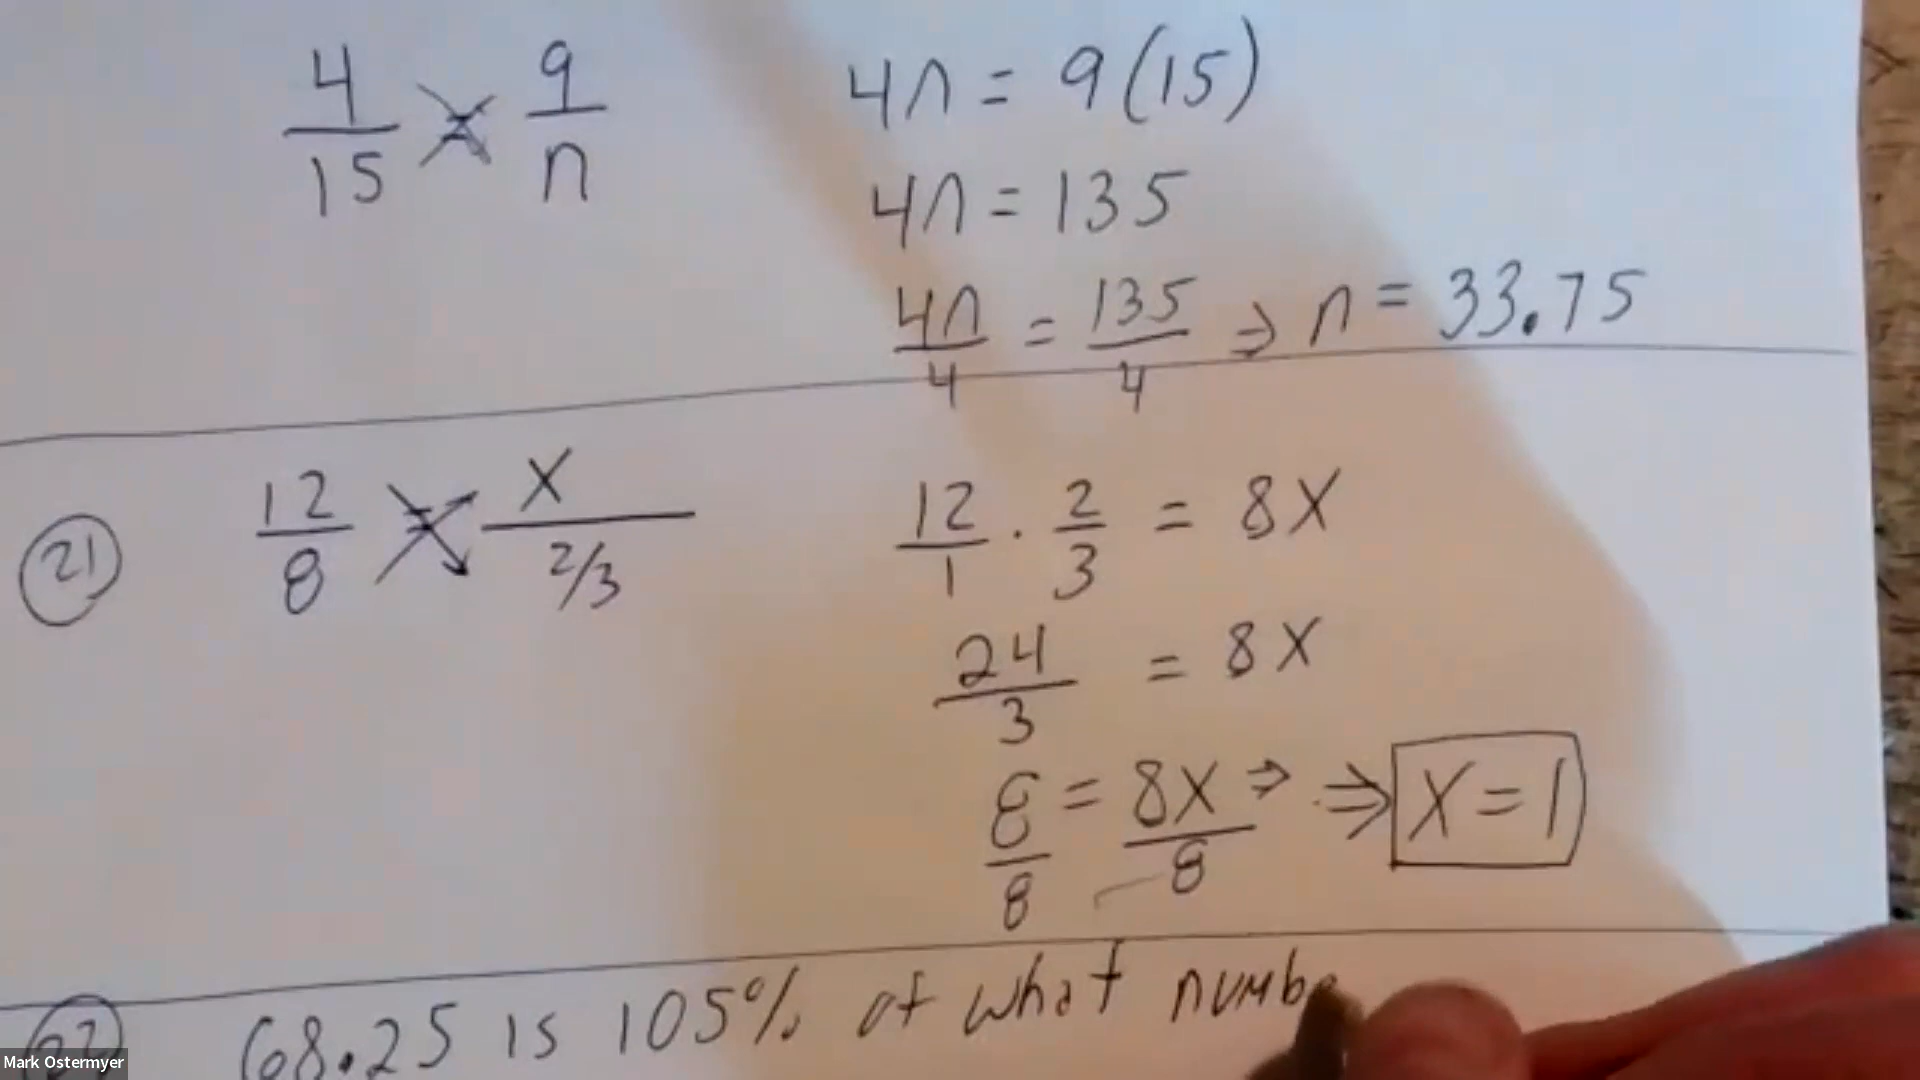 4/15 = 9/n
4n = 9(15)
4n = 135
4n/4 = 135/4 ⇒ n = 33.75
21
12/8 = x/(2/3)
12/1 · 2/3 = 8x
24/3 = 8x
8/8 = 8x/8 ⇒ ⇒ x = 1
68.25 is 105% of what numbe
Mark Ostermyer